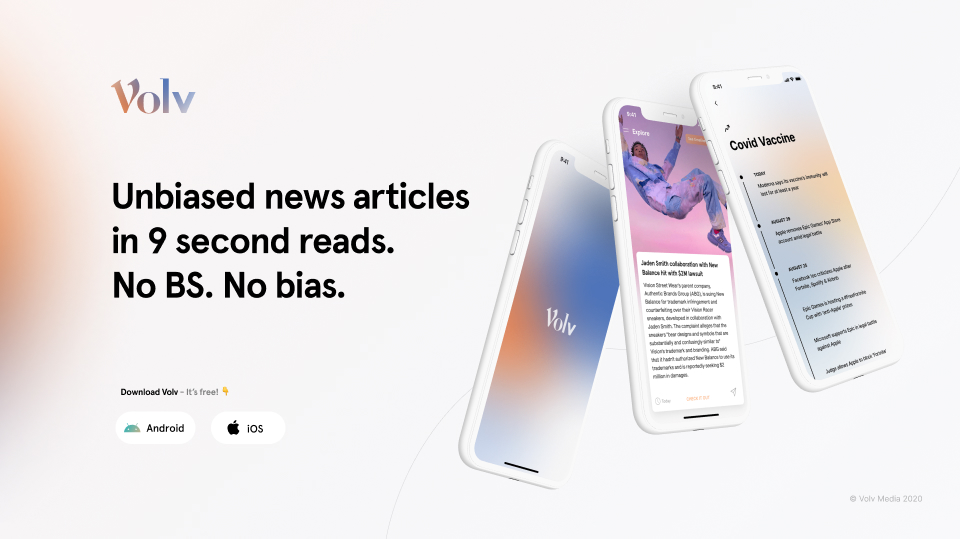 Volv
Unbiased news articles
in 9 second reads.
No BS. No bias.
Download Volv - It's free! 👇
Android
iOS
9:41
Volv
9:41
Explore
Jaden Smith collaboration with New
Balance Hit with $2M lawsuit
Vision Street Wear's parent company,
Authentic Brands Group (ABG), is suing New
Balance for trademark infringement and
counterfeiting over their Vision Racer
sneakers, developed in collaboration with
Jaden Smith. The complaint alleges that the
sneakers "bear designs and symbols that are
substantially and confusingly similar to"
Vision's trademark and branding. ABG said
that it hadn't authorized New Balance to use its
trademarks and is reportedly seeking $2
million in damages.
9:41
Covid Vaccine
TODAY
Moderna says its vaccine's immunity will
last for at least a year
AUGUST 28
Apple removes Epic Games' App Store
account amid legal battle
Facebook too criticizes Apple after
Fortnite, Spotify & Airbnb
Epic Games is hosting a #FreeFortnite
Cup with 'anti-Apple' prizes
Microsoft supports Epic in legal battle
against Apple
Judge allows Apple to block 'Fortnite'
© Volv Media 2020